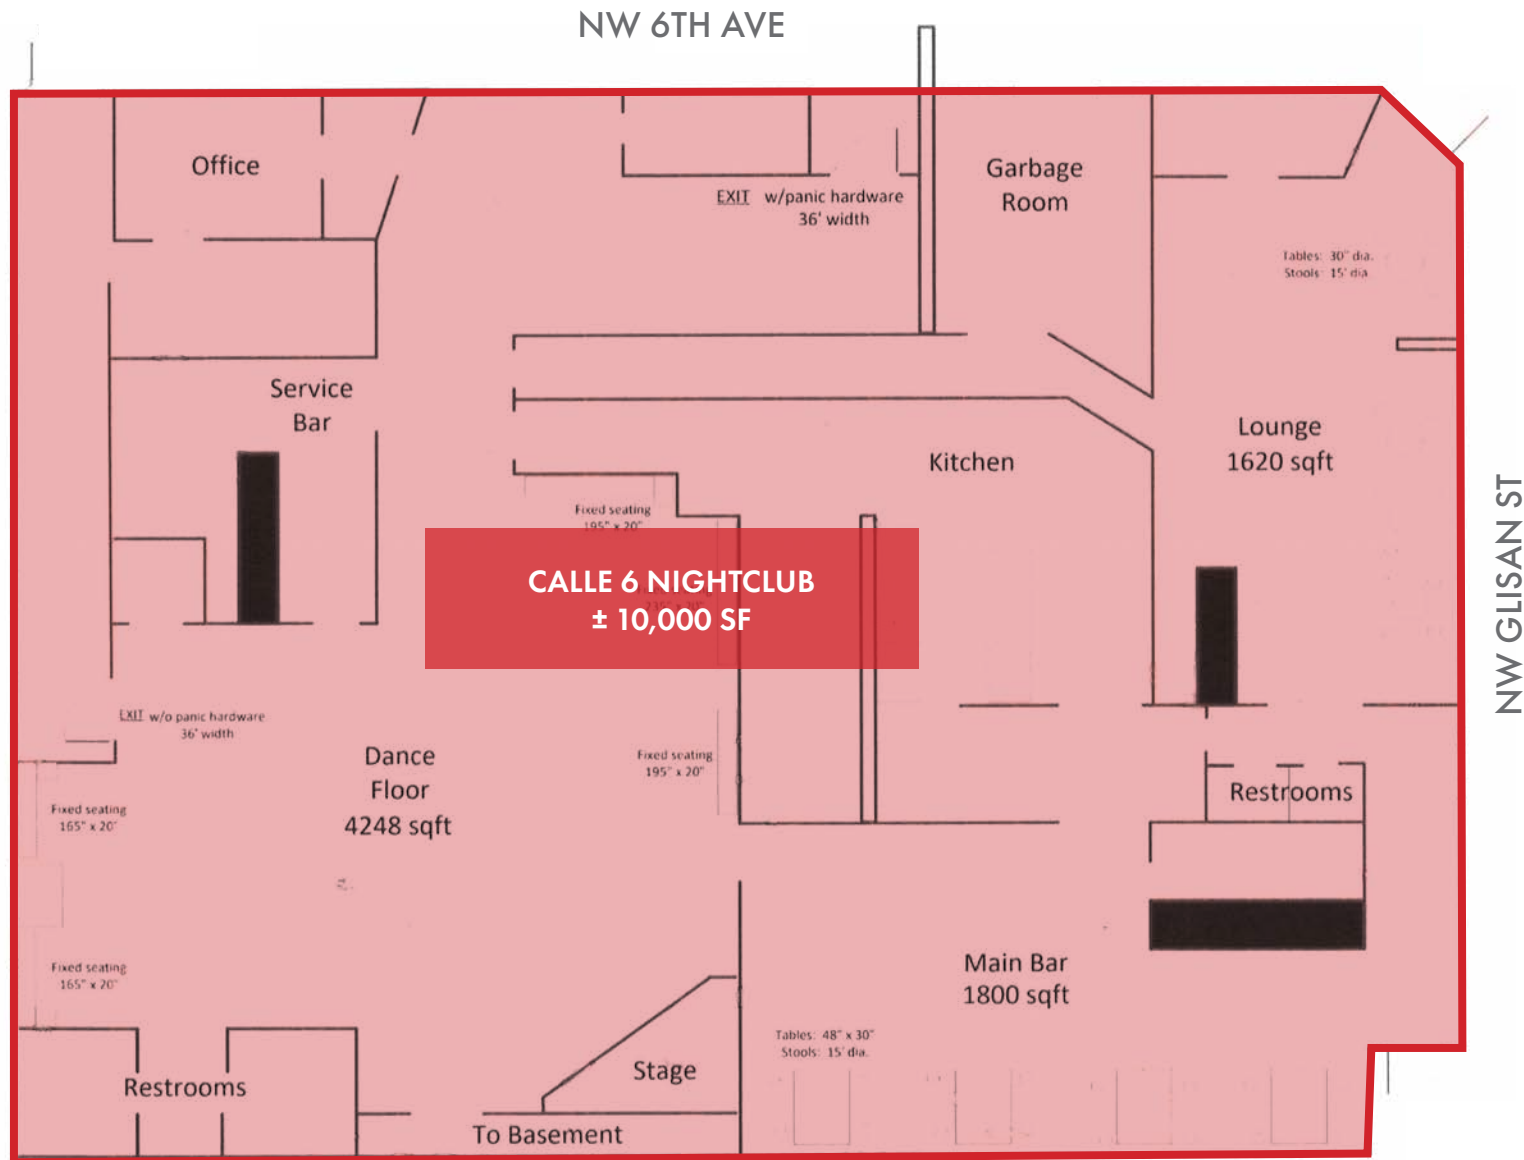 NW 6TH AVE
Office
EXIT w/panic hardware
36' width
Garbage
Room
Tables: 30" dia.
Stools: 15' dia.
Service
Bar
Lounge
1620 sqft
Kitchen
Fixed seating
195" x 20"
CALLE 6 NIGHTCLUB
± 10,000 SF
NW GLISAN ST
EXIT w/o panic hardware
36' width
Dance
Floor
4248 sqft
Fixed seating
195" x 20"
Fixed seating
165" x 20"
Restrooms
Fixed seating
165" x 20"
Main Bar
1800 sqft
Tables: 48" x 30"
Stools: 15' dia.
Stage
Restrooms
To Basement